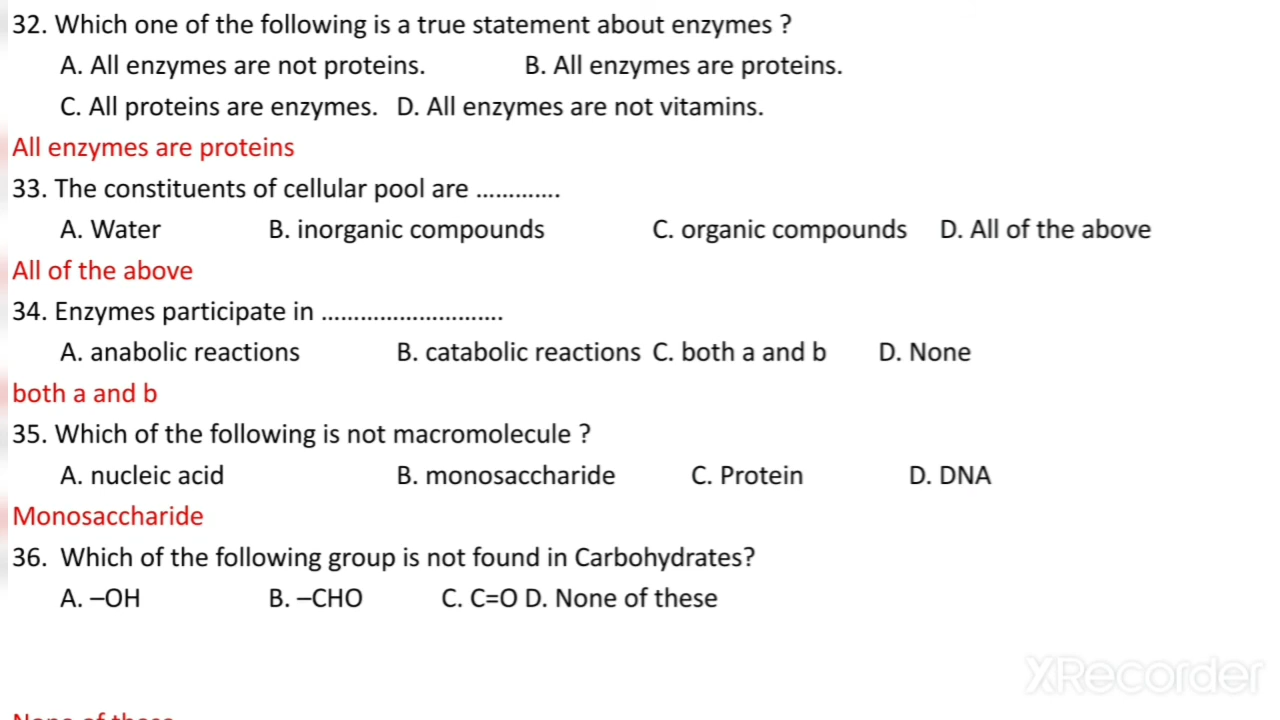 32. Which one of the following is a true statement about enzymes ?
A. All enzymes are not proteins. B. All enzymes are proteins.
C. All proteins are enzymes. D. All enzymes are not vitamins.
All enzymes are proteins
33. The constituents of cellular pool are .............
A. Water B. inorganic compounds C. organic compounds D. All of the above
All of the above
34. Enzymes participate in ............................
A. anabolic reactions B. catabolic reactions C. both a and b D. None
both a and b
35. Which of the following is not macromolecule ?
A. nucleic acid B. monosaccharide C. Protein D. DNA
Monosaccharide
36. Which of the following group is not found in Carbohydrates?
A. –OH B. –CHO C. C=O D. None of these
XRecorder
None of these